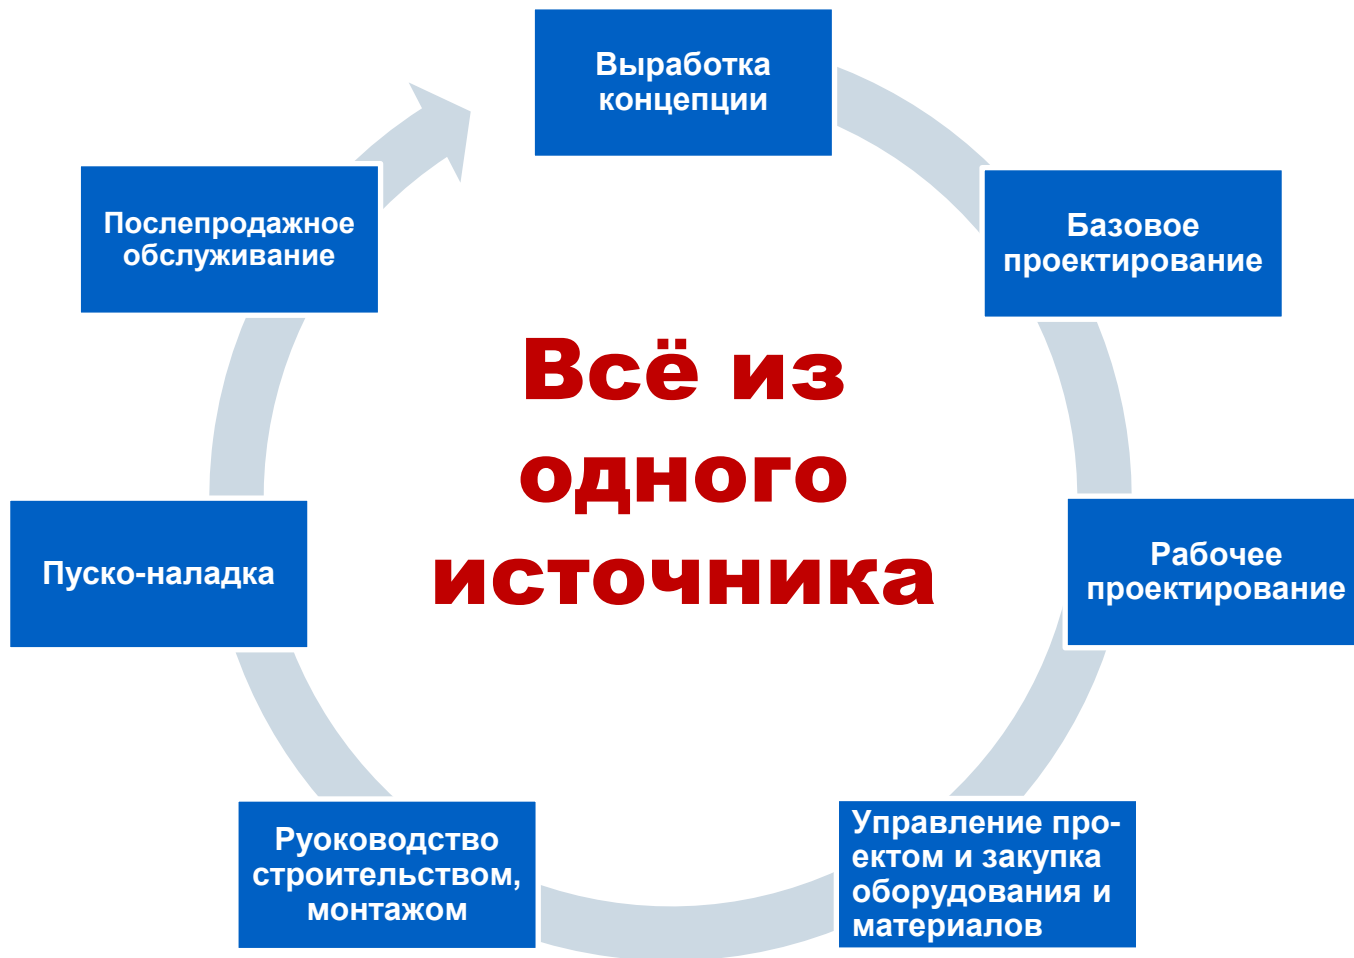 Выработка
концепции
Базовое
проектирование
Рабочее
проектирование
Управление про-
ектом и закупка
оборудования и
материалов
Руоководство
строительством,
монтажом
Пуско-наладка
Послепродажное
обслуживание
Всё из
одного
источника